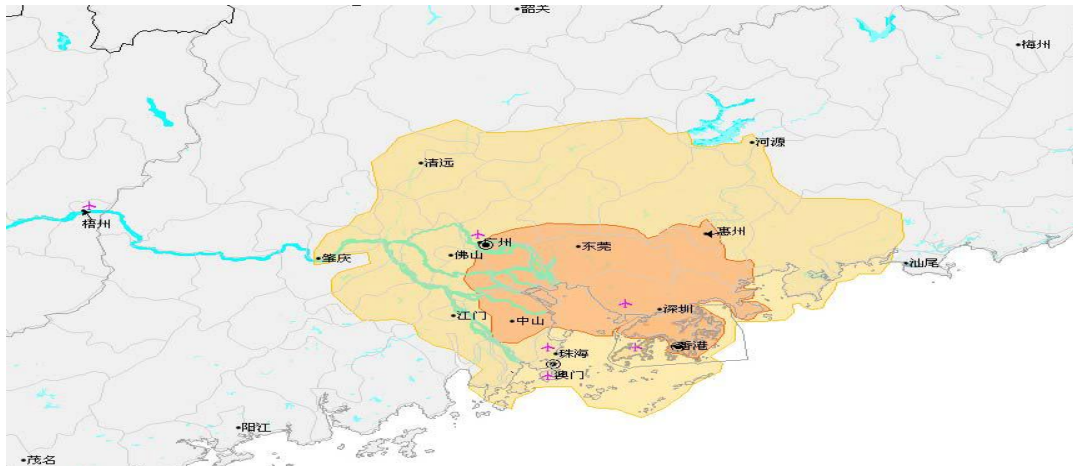 韶关
梅州
河源
清远
梧州
惠州
广州
东莞
佛山
肇庆
汕尾
深圳
江门
中山
香港
珠海
澳门
阳江
茂名